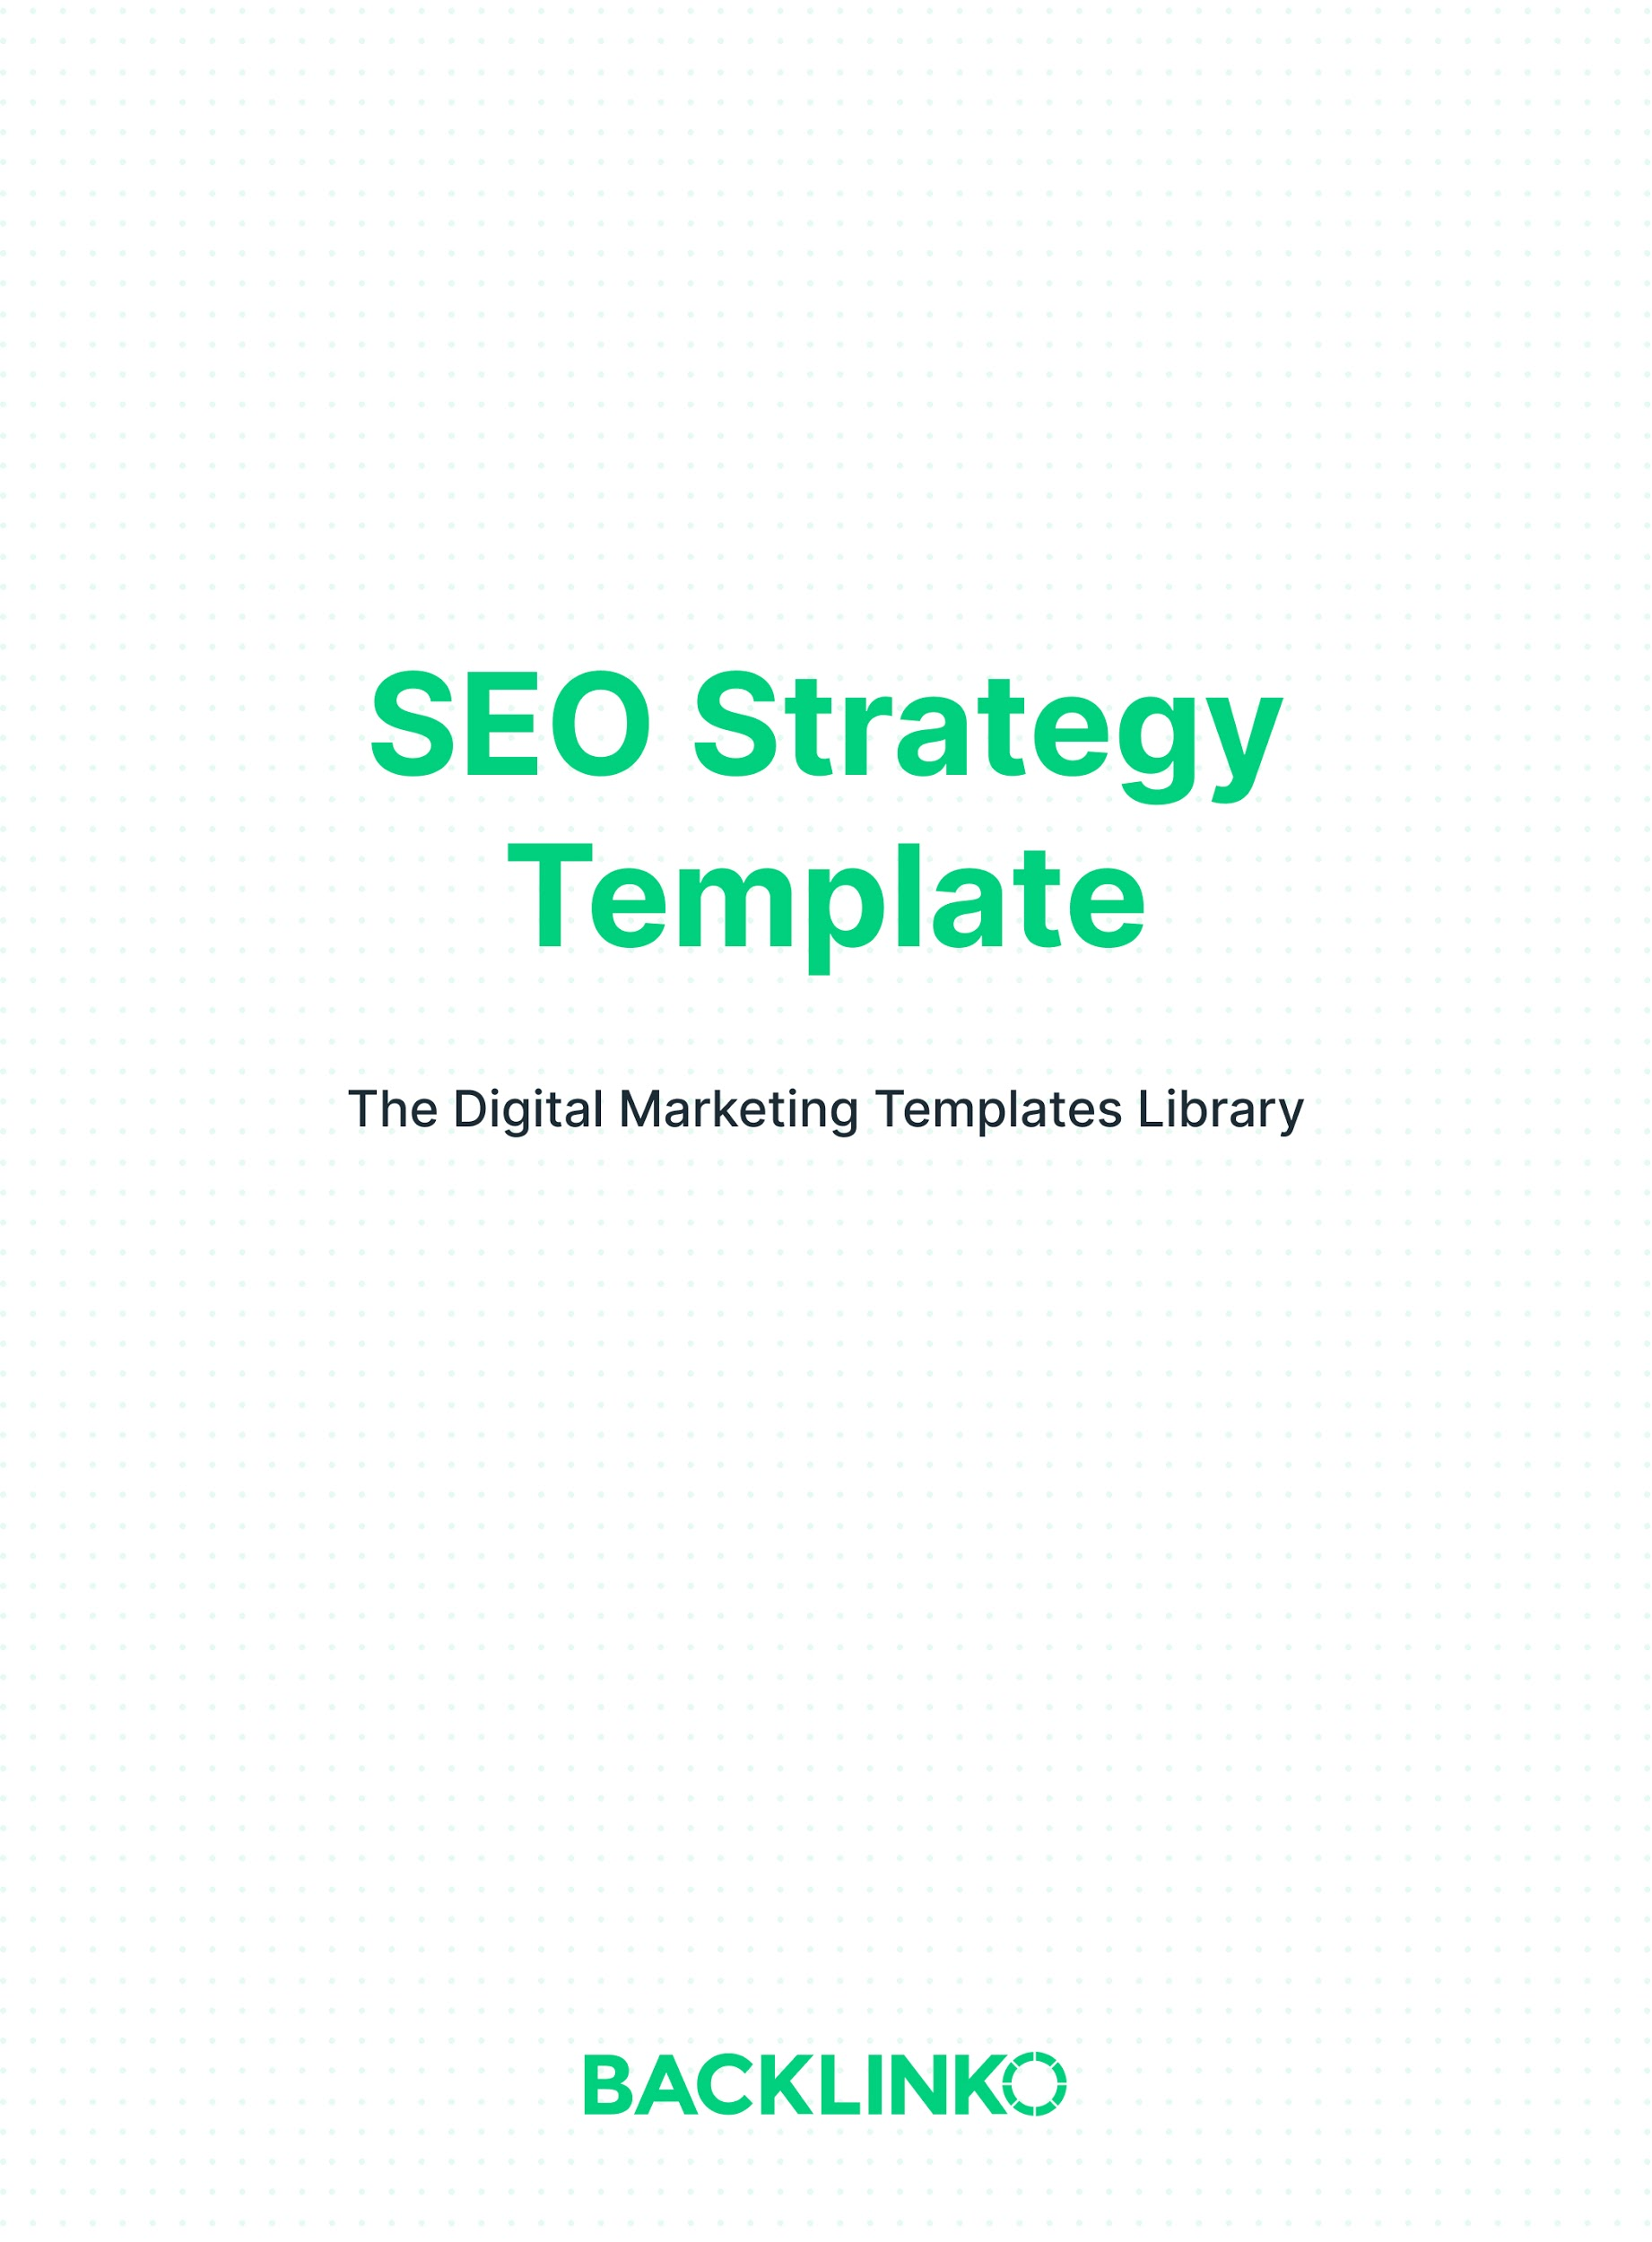 SEO Strategy
Template
The Digital Marketing Templates Library
BACKLINKO